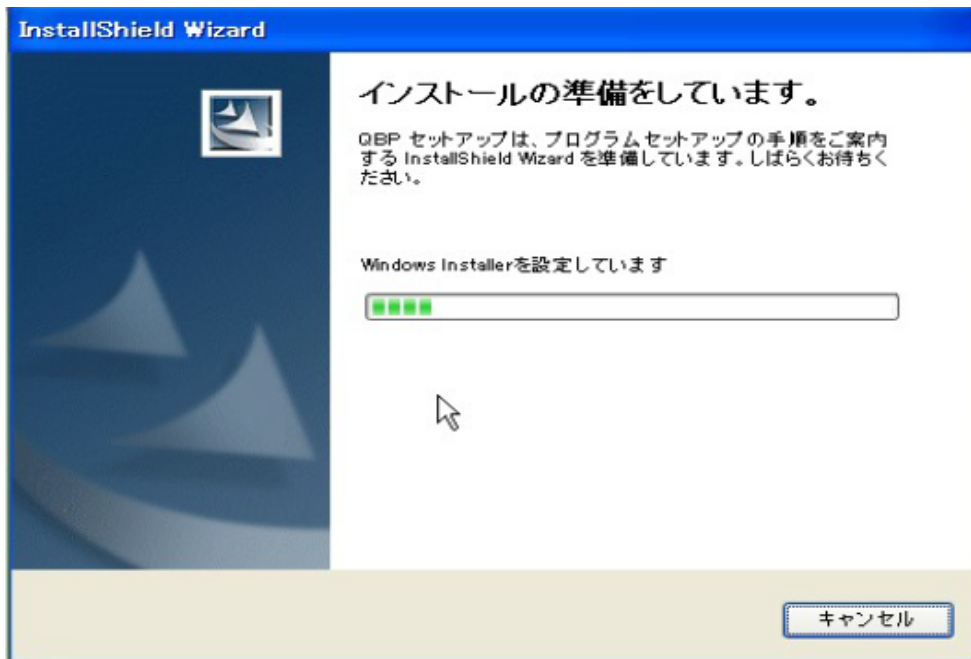 InstallShield Wizard
インストールの準備をしています。
QBP セットアップは、プログラムセットアップの手順をご案内
する InstallShield Wizard を準備しています。しばらくお待ちく
ださい。
Windows Installerを設定しています
キャンセル